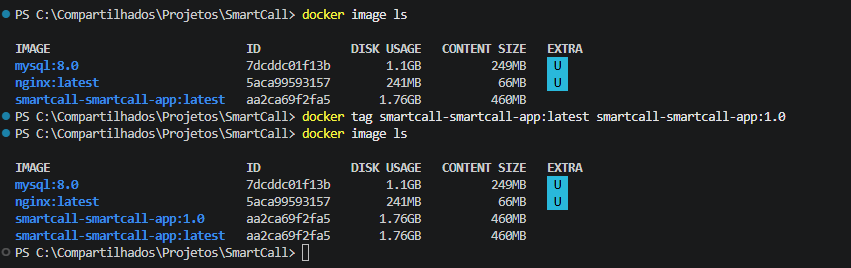 PS C:\Compartilhados\Projetos\SmartCall> docker image ls
IMAGE ID DISK USAGE CONTENT SIZE EXTRA
mysql:8.0 7dcddc01f13b 1.1GB 249MB U
nginx:latest 5aca99593157 241MB 66MB U
smartcall-smartcall-app:latest aa2ca69f2fa5 1.76GB 460MB
PS C:\Compartilhados\Projetos\SmartCall> docker tag smartcall-smartcall-app:latest smartcall-smartcall-app:1.0
PS C:\Compartilhados\Projetos\SmartCall> docker image ls
IMAGE ID DISK USAGE CONTENT SIZE EXTRA
mysql:8.0 7dcddc01f13b 1.1GB 249MB U
nginx:latest 5aca99593157 241MB 66MB U
smartcall-smartcall-app:1.0 aa2ca69f2fa5 1.76GB 460MB
smartcall-smartcall-app:latest aa2ca69f2fa5 1.76GB 460MB
PS C:\Compartilhados\Projetos\SmartCall>